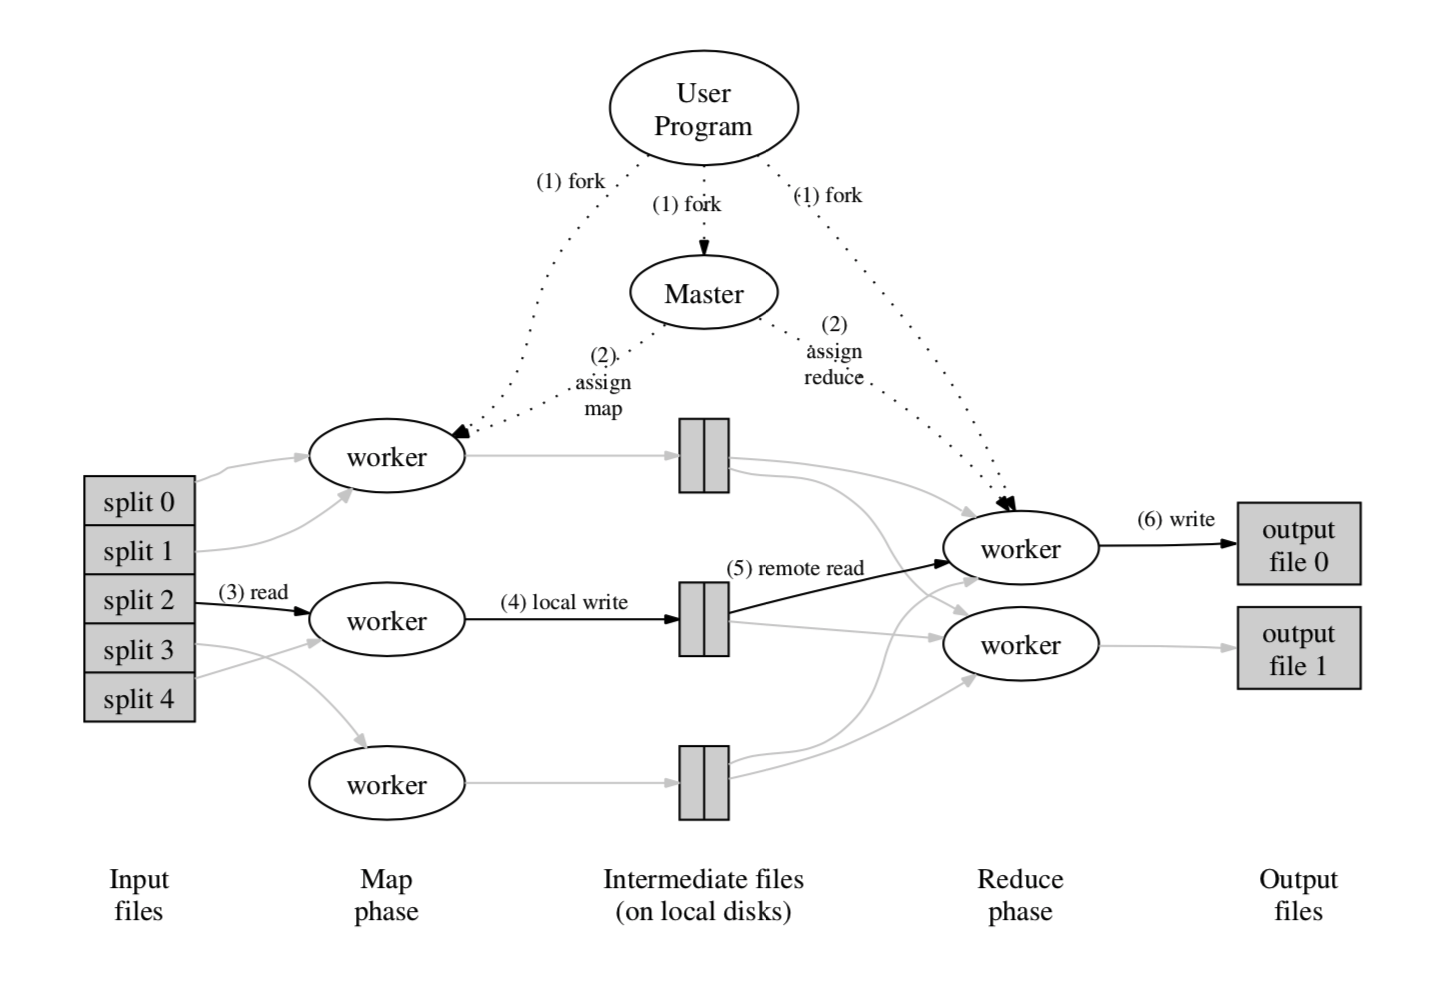 User
Program
(1) fork
(1) fork
(1) fork
Master
(2)
assign
map
(2)
assign
reduce
worker
split 0
split 1
split 2
split 3
split 4
(3) read
worker
(4) local write
worker
(5) remote read
worker
(6) write
output
file 0
worker
output
file 1
Input
files
Map
phase
Intermediate files
(on local disks)
Reduce
phase
Output
files